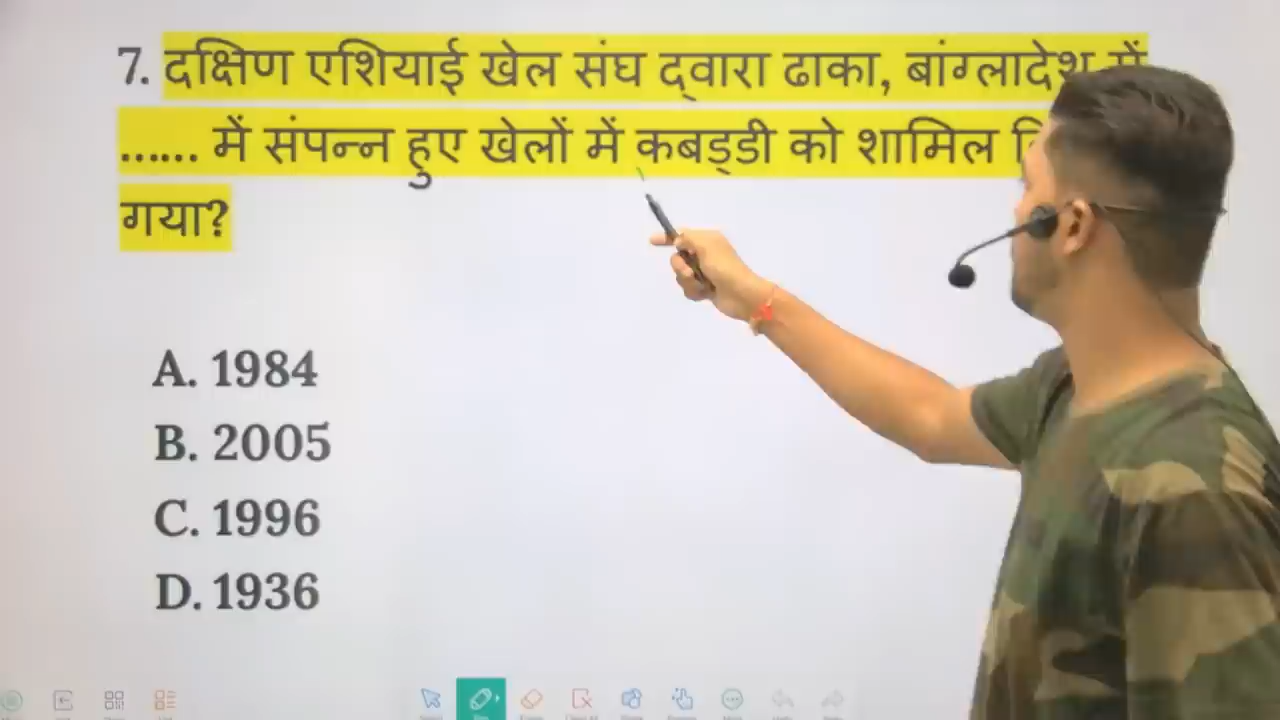 7. दक्षिण एशियाई खेल संघ द्वारा ढाका, बांग्लादेश में
...... में संपन्न हुए खेलों में कबड्डी को शामिल
गया?
A. 1984
B. 2005
C. 1996
D. 1936